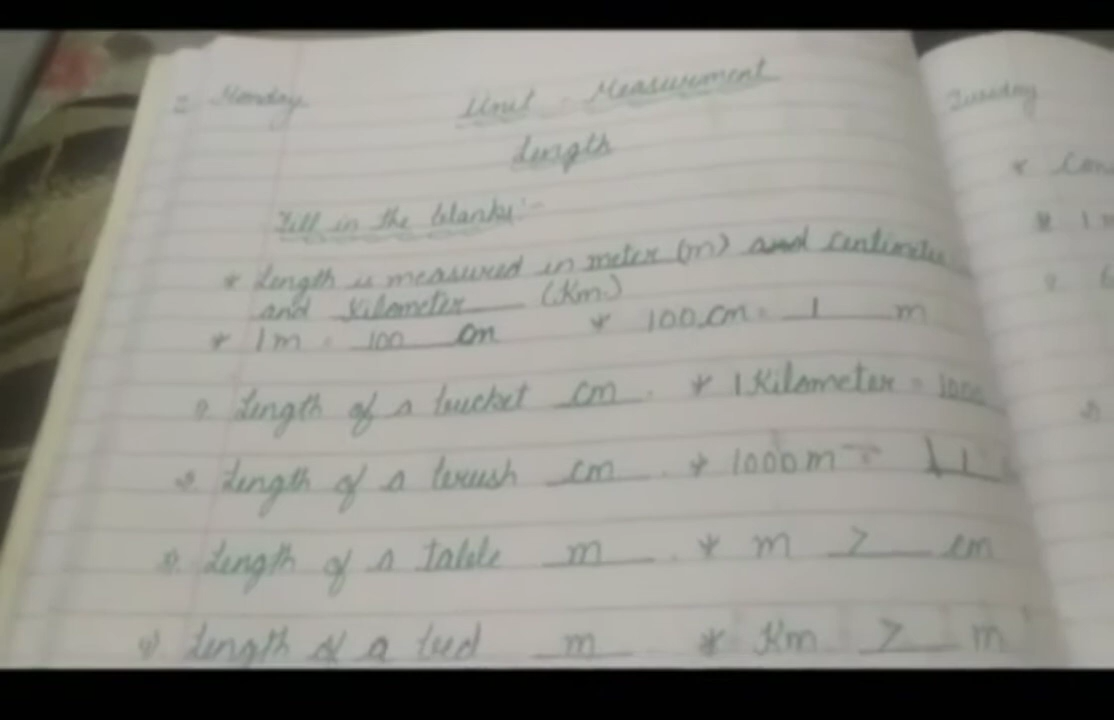 Monday
Unit - Measurement
Length
Fill in the blanks:-
* Length is measured in meter (m) and centimeter
and Kilometer (Km)
* 1m = 100 cm * 100 cm = 1 m
Length of a bucket cm. * 1 Kilometer = 1000
Length of a brush cm. * 1000m = 1
Length of a table m. * m > cm
Length of a bed m * Km > m
Tuesday